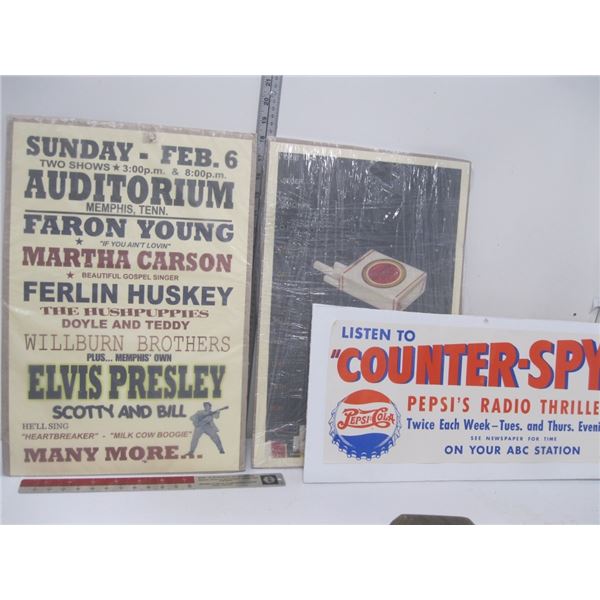 SUNDAY - FEB. 6
TWO SHOWS ★ 3:00p.m. & 8:00p.m.
AUDITORIUM
MEMPHIS, TENN.
FARON YOUNG
★ "IF YOU AIN'T LOVIN"
MARTHA CARSON
★ BEAUTIFUL GOSPEL SINGER
FERLIN HUSKEY
THE HUSHPUPPIES
DOYLE AND TEDDY
WILLBURN BROTHERS
PLUS... MEMPHIS' OWN
ELVIS PRESLEY
SCOTTY AND BILL
HE'LL SING
"HEARTBREAKER" - "MILK COW BOOGIE"
MANY MORE...
LISTEN TO
"COUNTER-SPY
PEPSI'S RADIO THRILLE
Twice Each Week-Tues. and Thurs. Eveni
SEE NEWSPAPER FOR TIME
ON YOUR ABC STATION
PEPSI-COLA